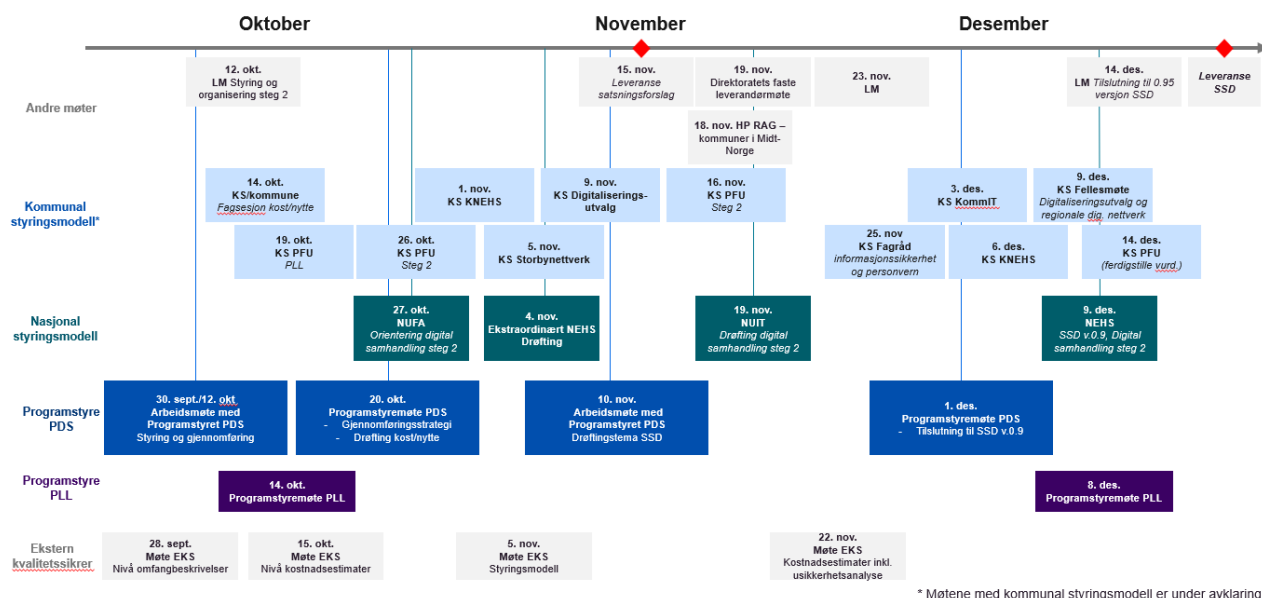 Oktober
November
Desember
Andre møter
12. okt.
LM Styring og
organisering steg 2
15. nov.
Leveranse
satsningsforslag
19. nov.
Direktoratets faste
leverandørmøte
23. nov.
LM
14. des.
LM Tilslutning til 0.95
versjon SSD
Leveranse
SSD
18. nov. HP RAG –
kommuner i Midt-
Norge
Kommunal
styringsmodell*
14. okt.
KS/kommune
Fagsesjon kost/nytte
1. nov.
KS KNEHS
9. nov.
KS Digitaliserings-
utvalg
16. nov.
KS PFU
Steg 2
3. des.
KS KommIT
9. des.
KS Fellesmøte
Digitaliseringsutvalg og
regionale dig. nettverk
19. okt.
KS PFU
PLL
26. okt.
KS PFU
Steg 2
5. nov.
KS Storbynettverk
25. nov
KS Fagråd
informasjonssikkerhet
og personvern
6. des.
KS KNEHS
14. des.
KS PFU
(ferdigstille vurd.)
Nasjonal
styringsmodell
27. okt.
NUFA
Orientering digital
samhandling steg 2
4. nov.
Ekstraordinært NEHS
Drøfting
19. nov.
NUIT
Drøfting digital
samhandling steg 2
9. des.
NEHS
SSD v.0.9, Digital
samhandling steg 2
Programstyre
PDS
30. sept./12. okt
Arbeidsmøte med
Programstyret PDS
Styring og gjennomføring
20. okt.
Programstyremøte PDS
- Gjennomføringsstrategi
- Drøfting kost/nytte
10. nov.
Arbeidsmøte med
Programstyret PDS
Drøftingstema SSD
1. des.
Programstyremøte PDS
- Tilslutning til SSD v.0.9
Programstyre
PLL
14. okt.
Programstyremøte PLL
8. des.
Programstyremøte PLL
Ekstern
kvalitetssikrer
28. sept.
Møte EKS
Nivå omfangbeskrivelser
15. okt.
Møte EKS
Nivå kostnadsestimater
5. nov.
Møte EKS
Styringsmodell
22. nov.
Møte EKS
Kostnadsestimater inkl.
usikkerhetsanalyse
* Møtene med kommunal styringsmodell er under avklaring